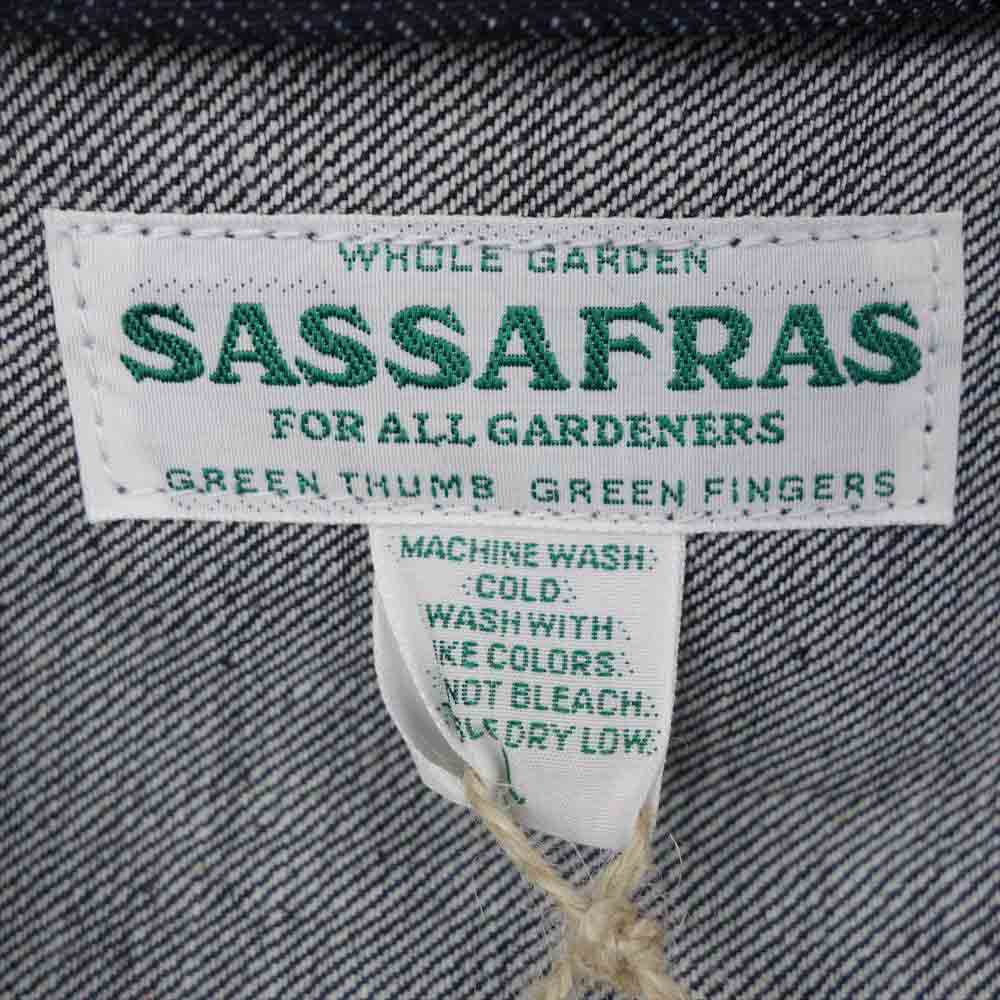 WHOLE GARDEN
SASSAFRAS
FOR ALL GARDENERS
GREEN THUMB GREEN FINGERS
MACHINE WASH
COLD
WASH WITH
COLORS
NOT BLEACH
DRY LOW